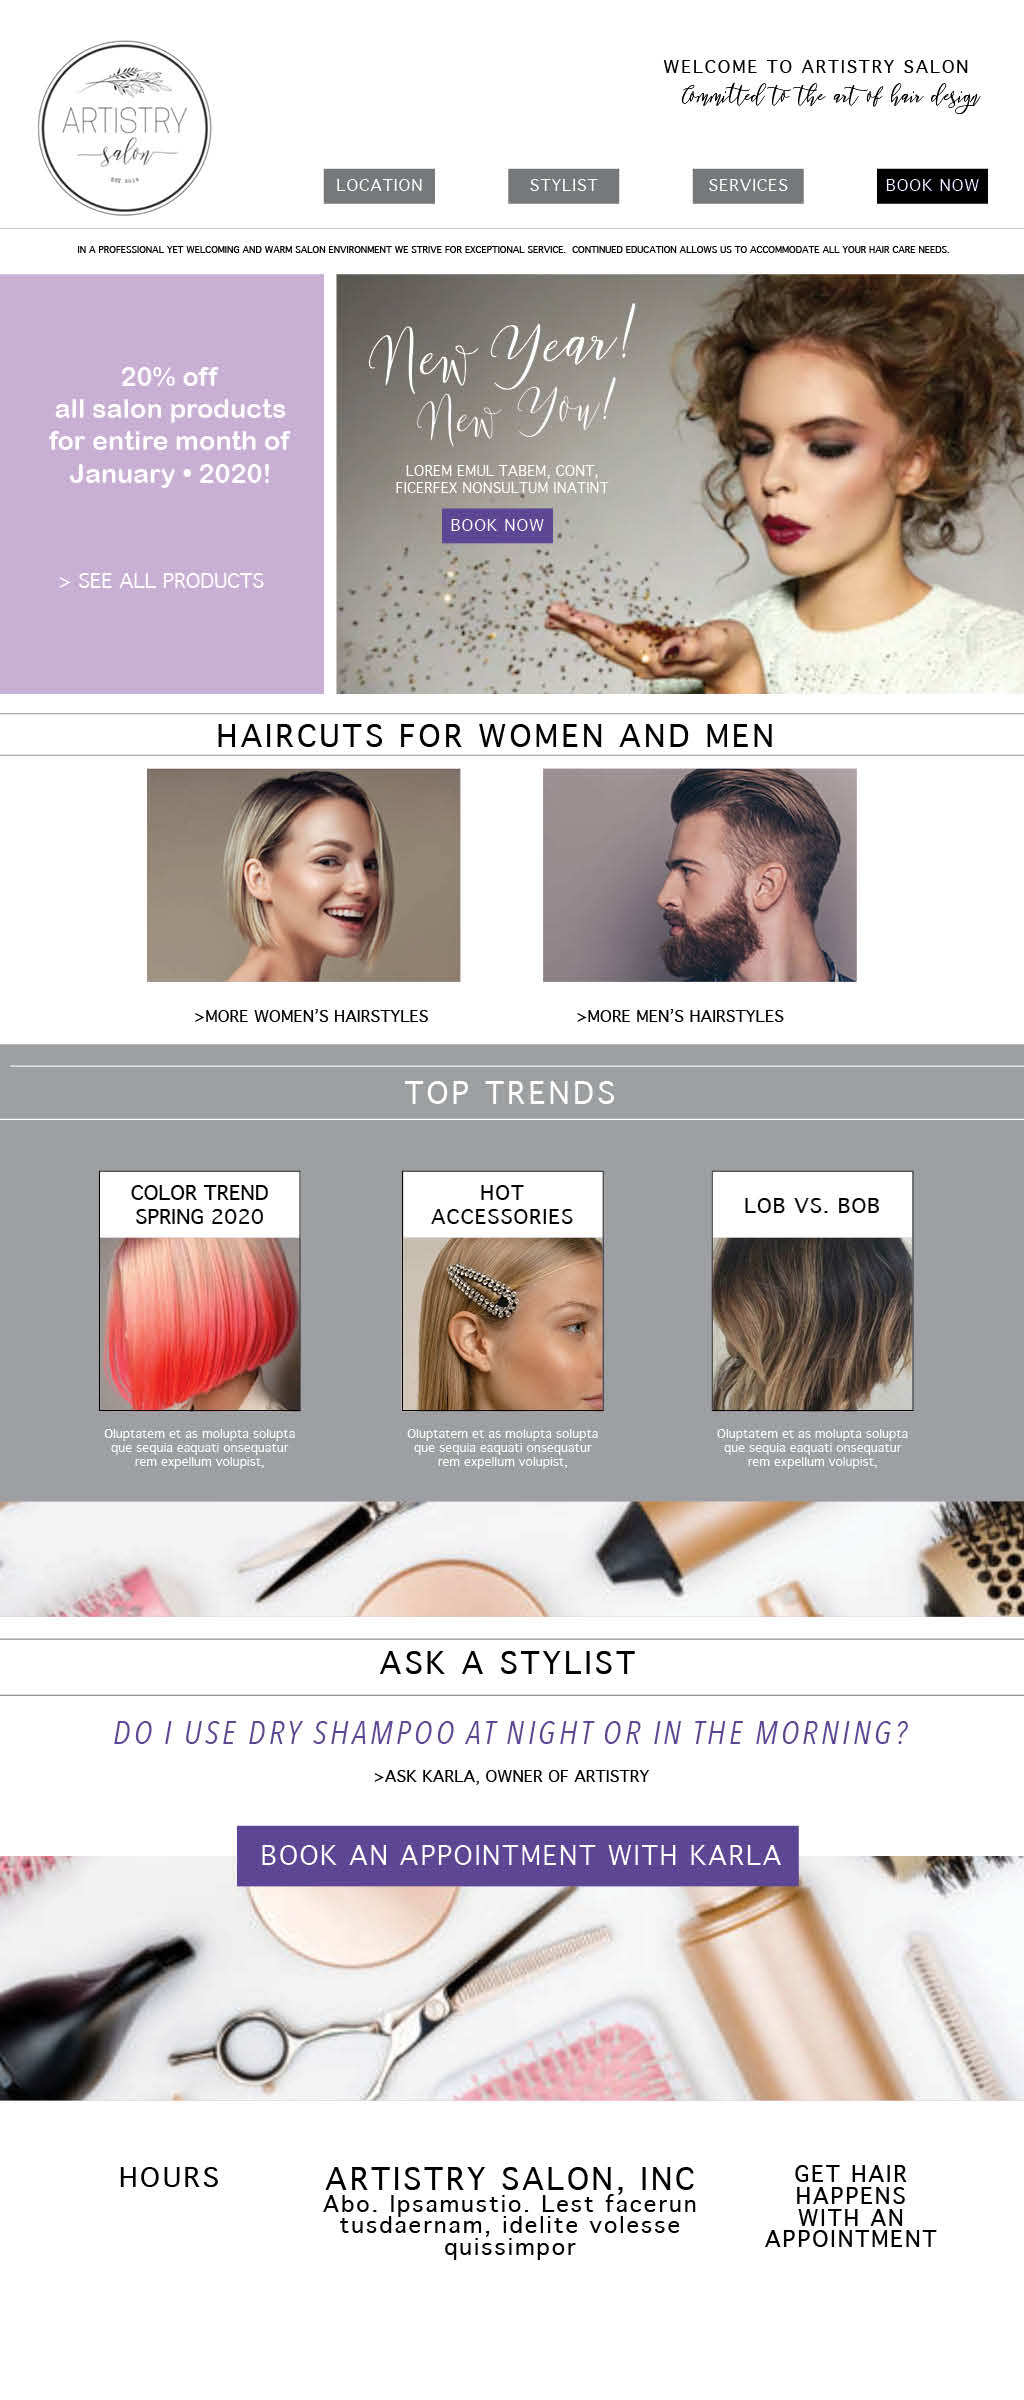 ARTISTRY
salon
EST. 2014
WELCOME TO ARTISTRY SALON
Committed to the art of hair design
LOCATION
STYLIST
SERVICES
BOOK NOW
IN A PROFESSIONAL YET WELCOMING AND WARM SALON ENVIRONMENT WE STRIVE FOR EXCEPTIONAL SERVICE.  CONTINUED EDUCATION ALLOWS US TO ACCOMMODATE ALL YOUR HAIR CARE NEEDS.
20% off
all salon products
for entire month of
January • 2020!
> SEE ALL PRODUCTS
New Year!
New You!
LOREM EMUL TABEM, CONT,
FICERFEX NONSULTUM INATINT
BOOK NOW
HAIRCUTS FOR WOMEN AND MEN
>MORE WOMEN'S HAIRSTYLES
>MORE MEN'S HAIRSTYLES
TOP TRENDS
COLOR TREND
SPRING 2020
Oluptatem et as molupta solupta
que sequia eaquati onsequatur
rem expellum volupist,
HOT
ACCESSORIES
Oluptatem et as molupta solupta
que sequia eaquati onsequatur
rem expellum volupist,
LOB VS. BOB
Oluptatem et as molupta solupta
que sequia eaquati onsequatur
rem expellum volupist,
ASK A STYLIST
DO I USE DRY SHAMPOO AT NIGHT OR IN THE MORNING?
>ASK KARLA, OWNER OF ARTISTRY
BOOK AN APPOINTMENT WITH KARLA
HOURS
ARTISTRY SALON, INC
Abo. Ipsamustio. Lest facerun
tusdaernam, idelite volesse
quissimpor
GET HAIR
HAPPENS
WITH AN
APPOINTMENT